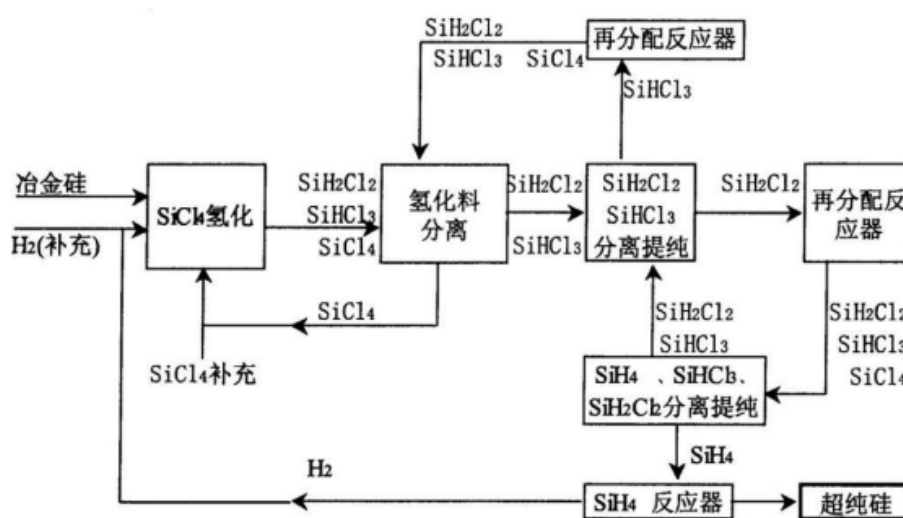 SiH2Cl2
SiHCl3 SiCl4
再分配反应器
SiHCl3
冶金硅
H2(补充)
SiCl4氢化
SiH2Cl2
SiHCl3
SiCl4
氢化料
分离
SiH2Cl2
SiHCl3
SiH2Cl2
SiHCl3
分离提纯
SiH2Cl2
再分配反
应器
SiCl4
SiCl4补充
SiH2Cl2
SiHCl3
SiH2Cl2
SiHCl3
SiCl4
SiH4 、SiHCl3、
SiH2Cl2分离提纯
SiH4
H2
SiH4 反应器
超纯硅